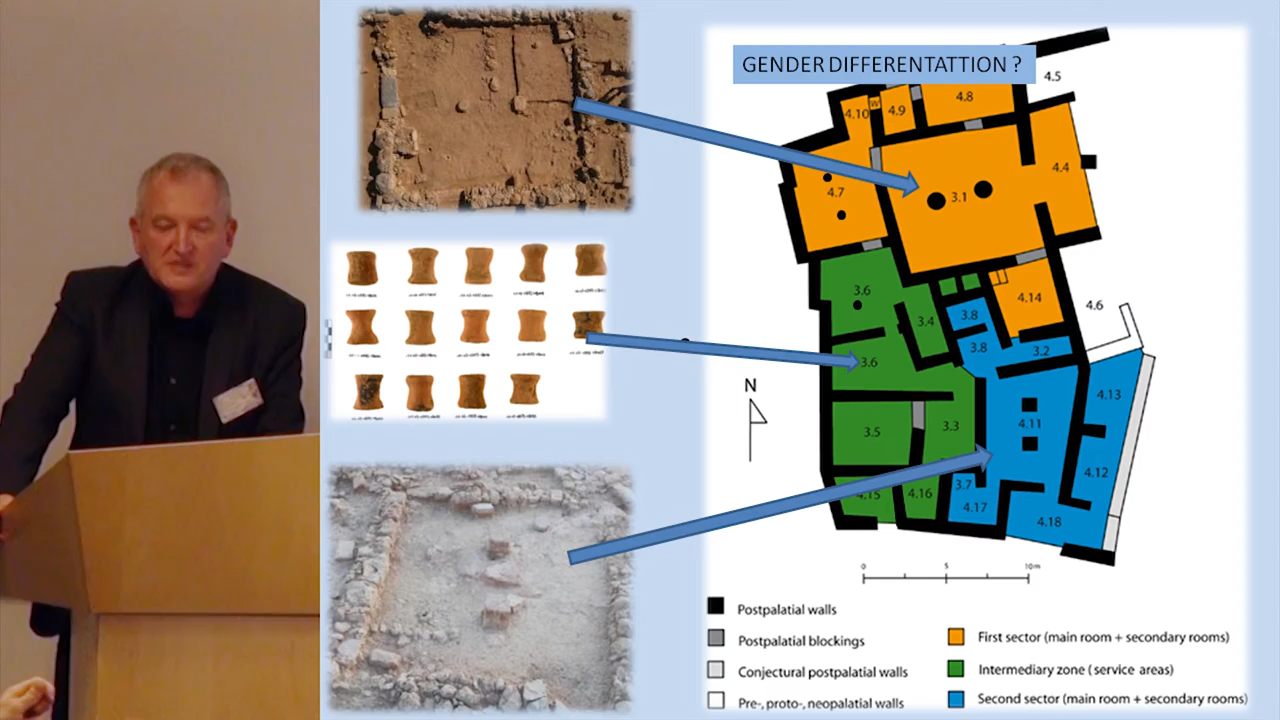 GENDER DIFFERENTATTION ?
4.5
4.8
4.9
W
4.10
4.4
4.7
3.1
3.6
4.14
4.6
3.4
3.8
3.8
3.2
3.6
N
4.13
4.11
3.5
3.3
4.12
3.7
4.15
4.16
4.17
4.18
0 5 10 m
Postpalatial walls
Postpalatial blockings
Conjectural postpalatial walls
Pre-, proto-, neopalatial walls
First sector (main room + secondary rooms)
Intermediary zone ( service areas)
Second sector (main room + secondary rooms)